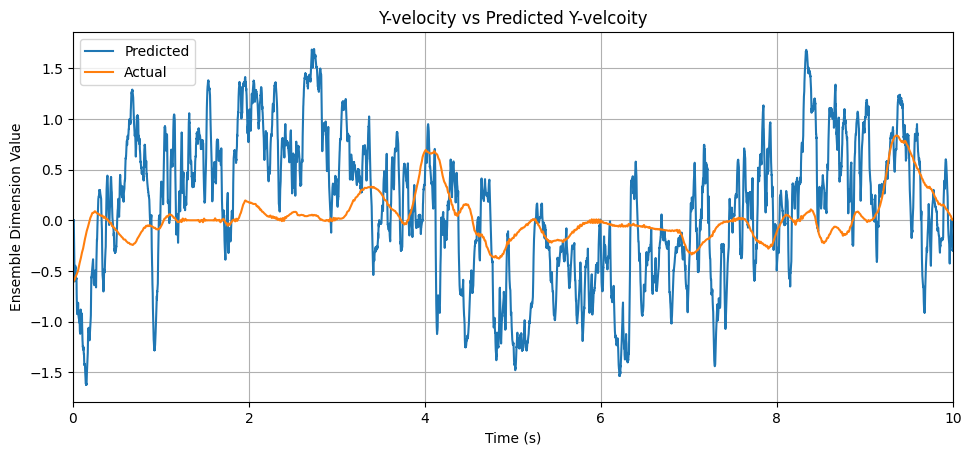 Y-velocity vs Predicted Y-velcoity
Predicted
Actual
Ensemble Dimension Value
1.5
1.0
0.5
0.0
−0.5
−1.0
−1.5
0 2 4 6 8 10
Time (s)